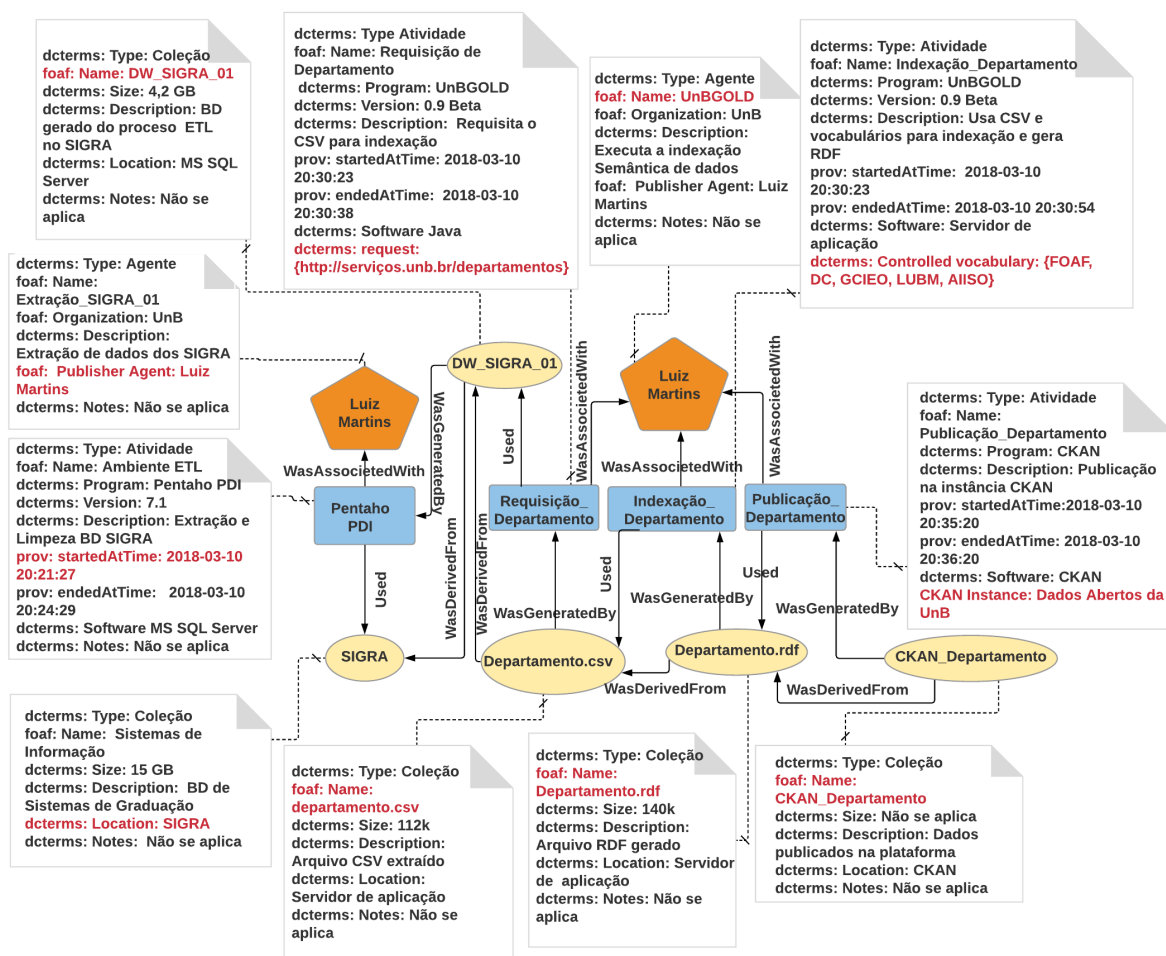 dcterms: Type: Coleção
foaf: Name: DW_SIGRA_01
dcterms: Size: 4,2 GB
dcterms: Description: BD
gerado do processo ETL
no SIGRA
dcterms: Location: MS SQL
Server
dcterms: Notes: Não se
aplica
dcterms: Type Atividade
foaf: Name: Requisição de
Departamento
dcterms: Program: UnBGOLD
dcterms: Version: 0.9 Beta
dcterms: Description: Requisita o
CSV para indexação
prov: startedAtTime: 2018-03-10
20:30:23
prov: endedAtTime: 2018-03-10
20:30:38
dcterms: Software Java
dcterms: request:
{http://serviços.unb.br/departamentos}
dcterms: Type: Agente
foaf: Name: UnBGOLD
foaf: Organization: UnB
dcterms: Description:
Executa a indexação
Semântica de dados
foaf: Publisher Agent: Luiz
Martins
dcterms: Notes: Não se
aplica
dcterms: Type: Atividade
foaf: Name: Indexação_Departamento
dcterms: Program: UnBGOLD
dcterms: Version: 0.9 Beta
dcterms: Description: Usa CSV e
vocabulários para indexação e gera
RDF
prov: startedAtTime: 2018-03-10
20:30:23
prov: endedAtTime: 2018-03-10 20:30:54
dcterms: Software: Servidor de
aplicação
dcterms: Controlled vocabulary: {FOAF,
DC, GCIEO, LUBM, AIISO}
dcterms: Type: Agente
foaf: Name:
Extração_SIGRA_01
foaf: Organization: UnB
dcterms: Description:
Extração de dados dos SIGRA
foaf: Publisher Agent: Luiz
Martins
dcterms: Notes: Não se aplica
DW_SIGRA_01
Luiz
Martins
Luiz
Martins
WasGeneratedBy
Used
WasAssocietedWith
WasAssocietedWith
WasAssocietedWith
WasAssocietedWith
dcterms: Type: Atividade
foaf: Name:
Publicação_Departamento
dcterms: Program: CKAN
dcterms: Description: Publicação
na instância CKAN
prov: startedAtTime:2018-03-10
20:35:20
prov: endedAtTime: 2018-03-10
20:36:20
dcterms: Software: CKAN
CKAN Instance: Dados Abertos da
UnB
dcterms: Type: Atividade
foaf: Name: Ambiente ETL
dcterms: Program: Pentaho PDI
dcterms: Version: 7.1
dcterms: Description: Extração e
Limpeza BD SIGRA
prov: startedAtTime: 2018-03-10
20:21:27
prov: endedAtTime: 2018-03-10
20:24:29
dcterms: Software MS SQL Server
dcterms: Notes: Não se aplica
Pentaho
PDI
Requisição_
Departamento
Indexação_
Departamento
Publicação_
Departamento
Used
WasDerivedFrom
WasDerivedFrom
WasGeneratedBy
Used
WasGeneratedBy
Used
WasGeneratedBy
SIGRA
Departamento.csv
Departamento.rdf
CKAN_Departamento
WasDerivedFrom
WasDerivedFrom
dcterms: Type: Coleção
foaf: Name: Sistemas de
Informação
dcterms: Size: 15 GB
dcterms: Description: BD de
Sistemas de Graduação
dcterms: Location: SIGRA
dcterms: Notes: Não se aplica
dcterms: Type: Coleção
foaf: Name:
departamento.csv
dcterms: Size: 112k
dcterms: Description:
Arquivo CSV extraído
dcterms: Location:
Servidor de aplicação
dcterms: Notes: Não se
aplica
dcterms: Type: Coleção
foaf: Name:
Departamento.rdf
dcterms: Size: 140k
dcterms: Description:
Arquivo RDF gerado
dcterms: Location: Servidor
de aplicação
dcterms: Notes: Não se
aplica
dcterms: Type: Coleção
foaf: Name:
CKAN_Departamento
dcterms: Size: Não se aplica
dcterms: Description: Dados
publicados na plataforma
dcterms: Location: CKAN
dcterms: Notes: Não se aplica